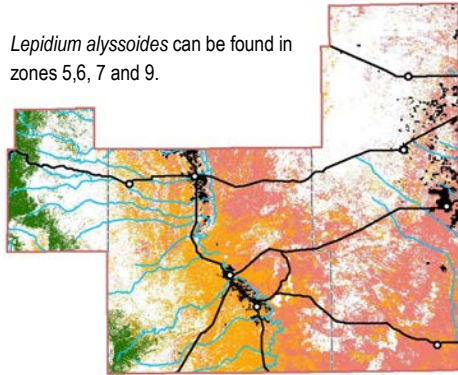 Lepidium alyssoides can be found in
zones 5,6, 7 and 9.